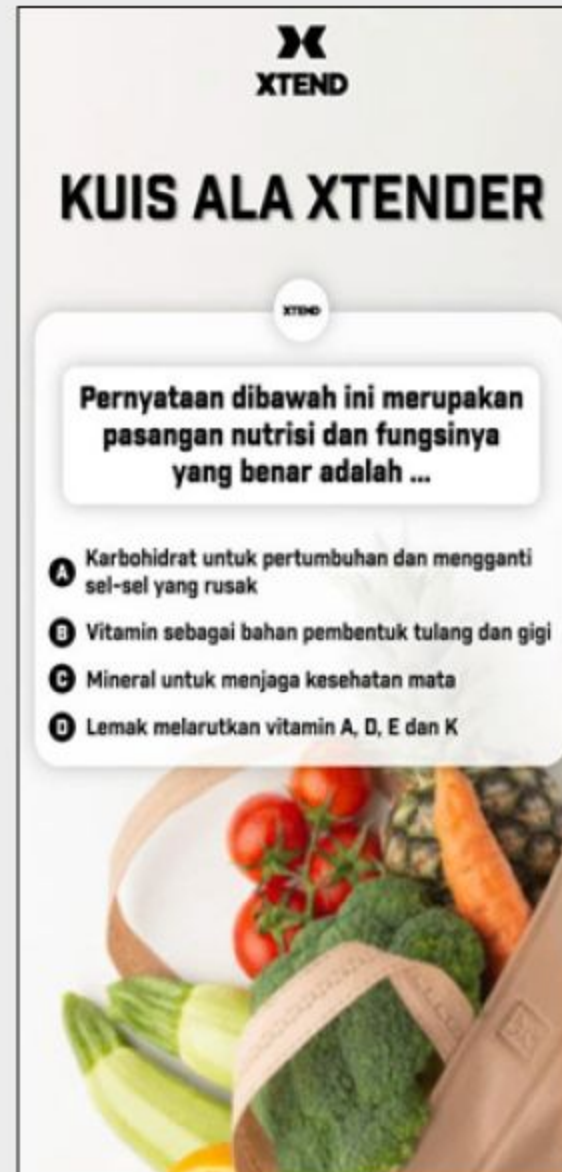 XTEND
KUIS ALA XTENDER
XTEND
Pernyataan dibawah ini merupakan
pasangan nutrisi dan fungsinya
yang benar adalah ...
A Karbohidrat untuk pertumbuhan dan mengganti
sel-sel yang rusak
B Vitamin sebagai bahan pembentuk tulang dan gigi
C Mineral untuk menjaga kesehatan mata
D Lemak melarutkan vitamin A, D, E dan K